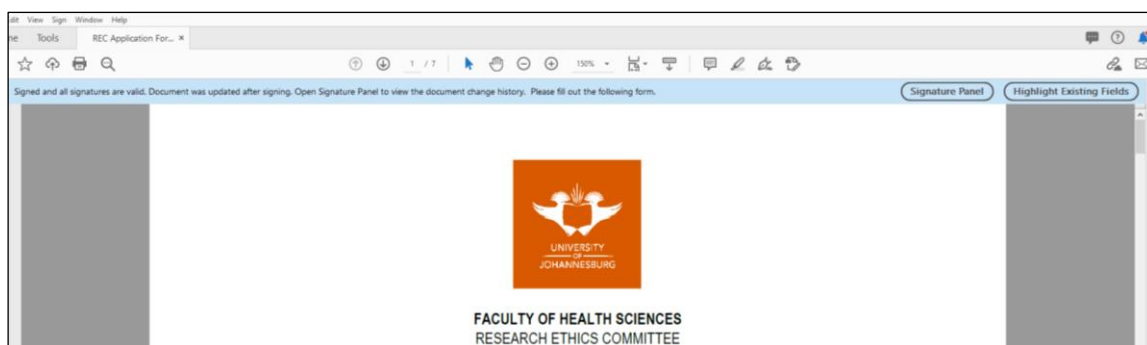 dit View Sign Window Help
ne Tools REC Application For... ×
1 / 7 150%
Signed and all signatures are valid. Document was updated after signing. Open Signature Panel to view the document change history. Please fill out the following form. Signature Panel Highlight Existing Fields
UNIVERSITY
OF
JOHANNESBURG
FACULTY OF HEALTH SCIENCES
RESEARCH ETHICS COMMITTEE